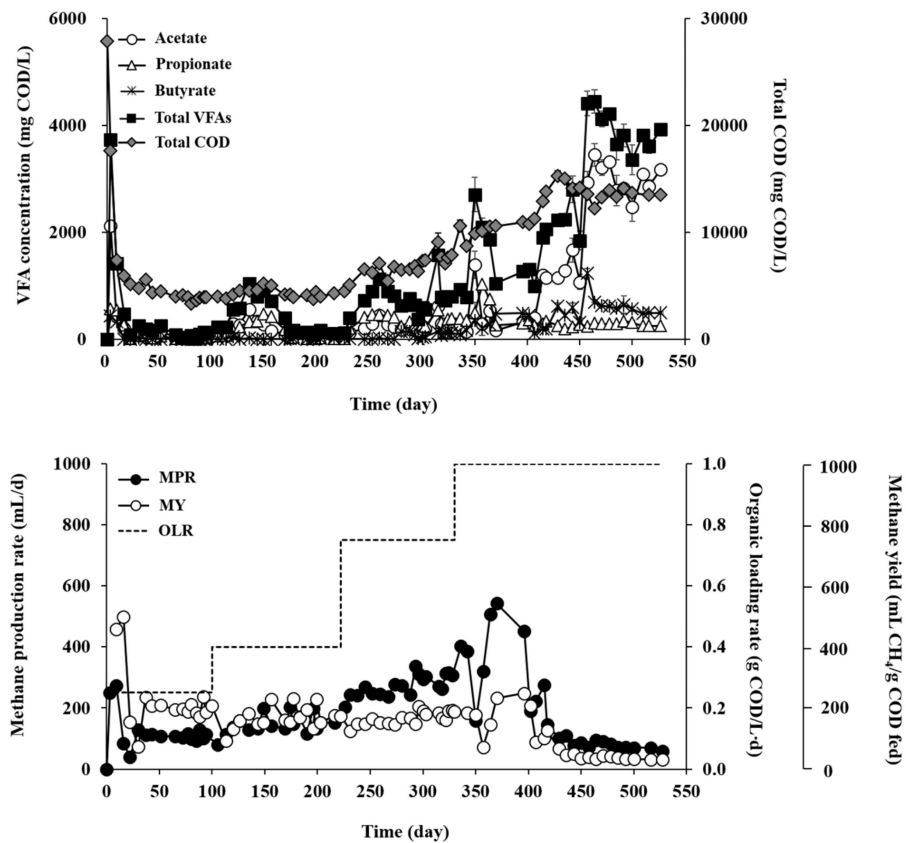 6000
30000
Acetate
Propionate
Butyrate
Total VFAs
Total COD
4000
20000
2000
10000
0
0
VFA concentration (mg COD/L)
Total COD (mg COD/L)
0 50 100 150 200 250 300 350 400 450 500 550
Time (day)
1000
1.0
1000
MPR
MY
OLR
800
0.8
800
600
0.6
600
400
0.4
400
200
0.2
200
0
0.0
0
Methane production rate (mL/d)
Organic loading rate (g COD/L·d)
Methane yield (mL CH₄/g COD fed)
0 50 100 150 200 250 300 350 400 450 500 550
Time (day)